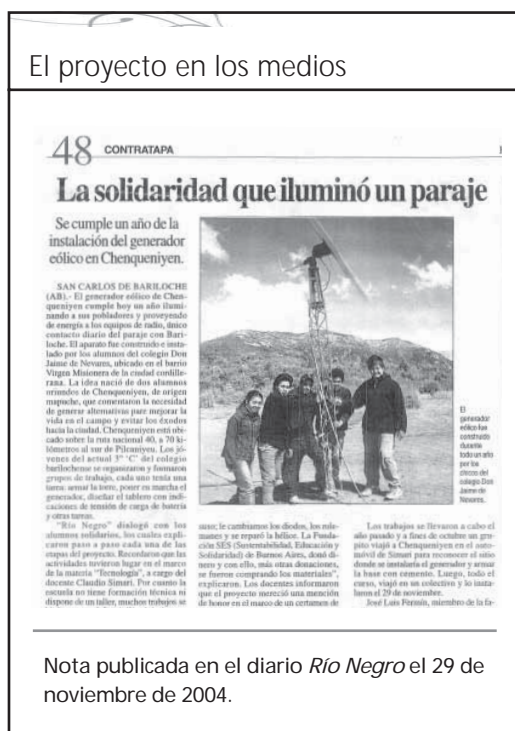 El proyecto en los medios
48 CONTRATAPA
La solidaridad que iluminó un paraje
Se cumple un año de la
instalación del generador
eólico en Chenqueniyen.
SAN CARLOS DE BARILOCHE
(AB).- El generador eólico de Chen-
queniyen cumple hoy un año ilumi-
nando a sus pobladores y proveyendo
de energía a los equipos de radio, único
contacto diario del paraje con Bari-
loche. El aparato fue construido e insta-
lado por los alumnos del colegio Don
Jaime de Nevares, ubicado en el barrio
Virgen Misionera de la ciudad cordille-
rana. La idea nació de dos alumnos
oriundos de Chenqueniyen, de origen
mapuche, que comentaron la necesidad
de generar alternativas para mejorar la
vida en el campo y evitar los éxodos
hacia la ciudad. Chenqueniyen está ubi-
cado sobre la ruta nacional 40, a 70 ki-
lómetros al sur de Pilcaniyeu. Los jó-
venes del actual 3° "C" del colegio
barilochense se organizaron y formaron
grupos de trabajo, cada uno tenía una
tarea: armar la torre, poner en marcha el
generador, diseñar el tablero con indi-
caciones de tensión de carga de batería
y otras tareas.
"Río Negro" dialogó con los
alumnos solidarios, los cuales expli-
caron paso a paso cada una de las
etapas del proyecto. Recordaron que las
actividades tuvieron lugar en el marco
de la materia "Tecnología", a cargo del
docente Claudio Simari. Por cuanto la
escuela no tiene formación técnica ni
dispone de un taller, muchos trabajos se
El
generador
eólico fue
construido
durante
todo un año
por los
chicos del
colegio Don
Jaime de
Nevares.
le cambiamos los diodos, los rule-
manes y se reparó la hélice. La Funda-
ción SES (Sustentabilidad, Educación y
Solidaridad) de Buenos Aires, donó di-
nero y con ello, más otras donaciones,
se fueron comprando los materiales",
explicaron. Los docentes informaron
que el proyecto mereció una mención
de honor en el marco de un certamen de
Los trabajos se llevaron a cabo el
año pasado y a fines de octubre un gru-
pito viajó a Chenqueniyen en el auto-
móvil de Simari para reconocer el sitio
donde se instalaría el generador y armar
la base con cemento. Luego, todo el
curso, viajó en un colectivo y lo insta-
laron el 29 de noviembre.
José Luis Fermín, miembro de la fa-
Nota publicada en el diario Río Negro el 29 de
noviembre de 2004.